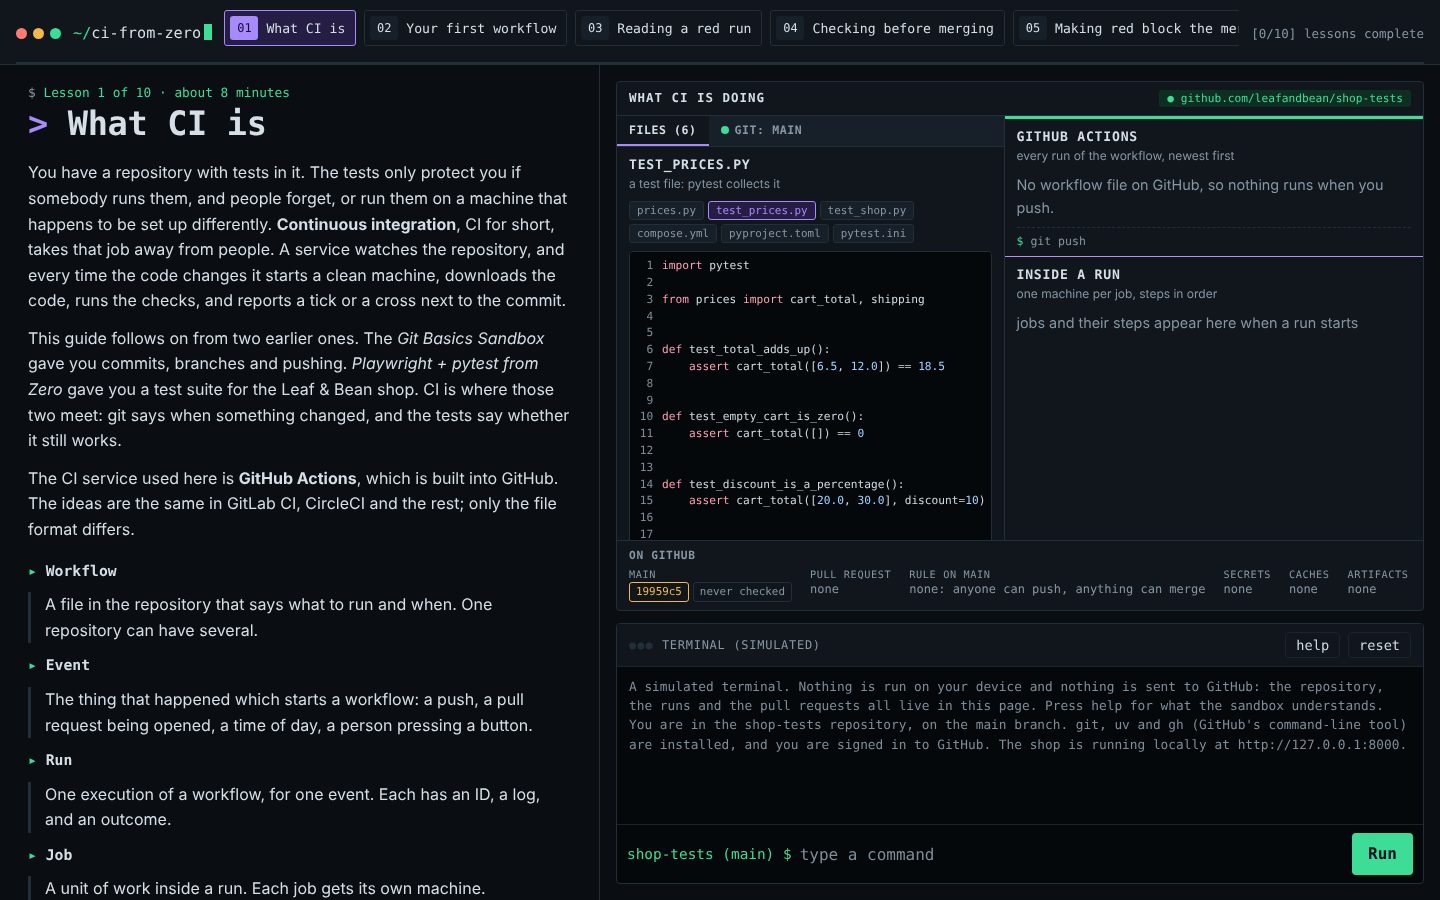 ~/ci-from-zero
01 What CI is
02 Your first workflow
03 Reading a red run
04 Checking before merging
05 Making red block the me
[0/10] lessons complete
$ Lesson 1 of 10 · about 8 minutes
> What CI is
You have a repository with tests in it. The tests only protect you if
somebody runs them, and people forget, or run them on a machine that
happens to be set up differently. Continuous integration, CI for short,
takes that job away from people. A service watches the repository, and
every time the code changes it starts a clean machine, downloads the
code, runs the checks, and reports a tick or a cross next to the commit.
This guide follows on from two earlier ones. The Git Basics Sandbox
gave you commits, branches and pushing. Playwright + pytest from
Zero gave you a test suite for the Leaf & Bean shop. CI is where those
two meet: git says when something changed, and the tests say whether
it still works.
The CI service used here is GitHub Actions, which is built into GitHub.
The ideas are the same in GitLab CI, CircleCI and the rest; only the file
format differs.
▸ Workflow
A file in the repository that says what to run and when. One
repository can have several.
▸ Event
The thing that happened which starts a workflow: a push, a pull
request being opened, a time of day, a person pressing a button.
▸ Run
One execution of a workflow, for one event. Each has an ID, a log,
and an outcome.
▸ Job
A unit of work inside a run. Each job gets its own machine.
WHAT CI IS DOING
● github.com/leafandbean/shop-tests
FILES (6)
GIT: MAIN
TEST_PRICES.PY
a test file: pytest collects it
prices.py test_prices.py test_shop.py
compose.yml pyproject.toml pytest.ini
1 import pytest
2
3 from prices import cart_total, shipping
4
5
6 def test_total_adds_up():
7     assert cart_total([6.5, 12.0]) == 18.5
8
9
10 def test_empty_cart_is_zero():
11     assert cart_total([]) == 0
12
13
14 def test_discount_is_a_percentage():
15     assert cart_total([20.0, 30.0], discount=10)
16
17
GITHUB ACTIONS
every run of the workflow, newest first
No workflow file on GitHub, so nothing runs when you
push.
$ git push
INSIDE A RUN
one machine per job, steps in order
jobs and their steps appear here when a run starts
ON GITHUB
MAIN
19959c5 never checked
PULL REQUEST
none
RULE ON MAIN
none: anyone can push, anything can merge
SECRETS
none
CACHES
none
ARTIFACTS
none
TERMINAL (SIMULATED)
help
reset
A simulated terminal. Nothing is run on your device and nothing is sent to GitHub: the repository,
the runs and the pull requests all live in this page. Press help for what the sandbox understands.
You are in the shop-tests repository, on the main branch. git, uv and gh (GitHub's command-line tool)
are installed, and you are signed in to GitHub. The shop is running locally at http://127.0.0.1:8000.
shop-tests (main) $ type a command
Run